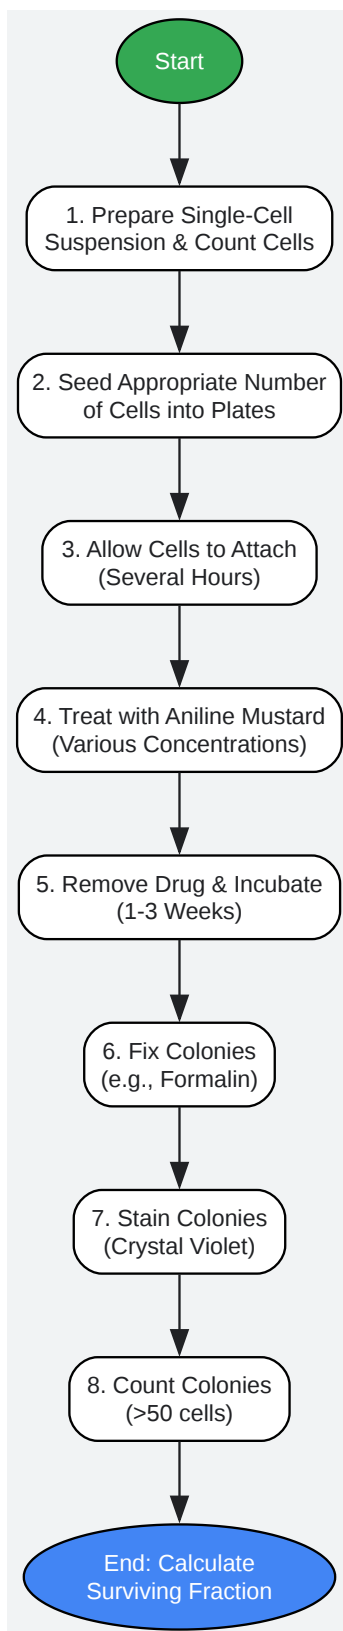 Start
1. Prepare Single-Cell
Suspension & Count Cells
2. Seed Appropriate Number
of Cells into Plates
3. Allow Cells to Attach
(Several Hours)
4. Treat with Aniline Mustard
(Various Concentrations)
5. Remove Drug & Incubate
(1-3 Weeks)
6. Fix Colonies
(e.g., Formalin)
7. Stain Colonies
(Crystal Violet)
8. Count Colonies
(>50 cells)
End: Calculate
Surviving Fraction